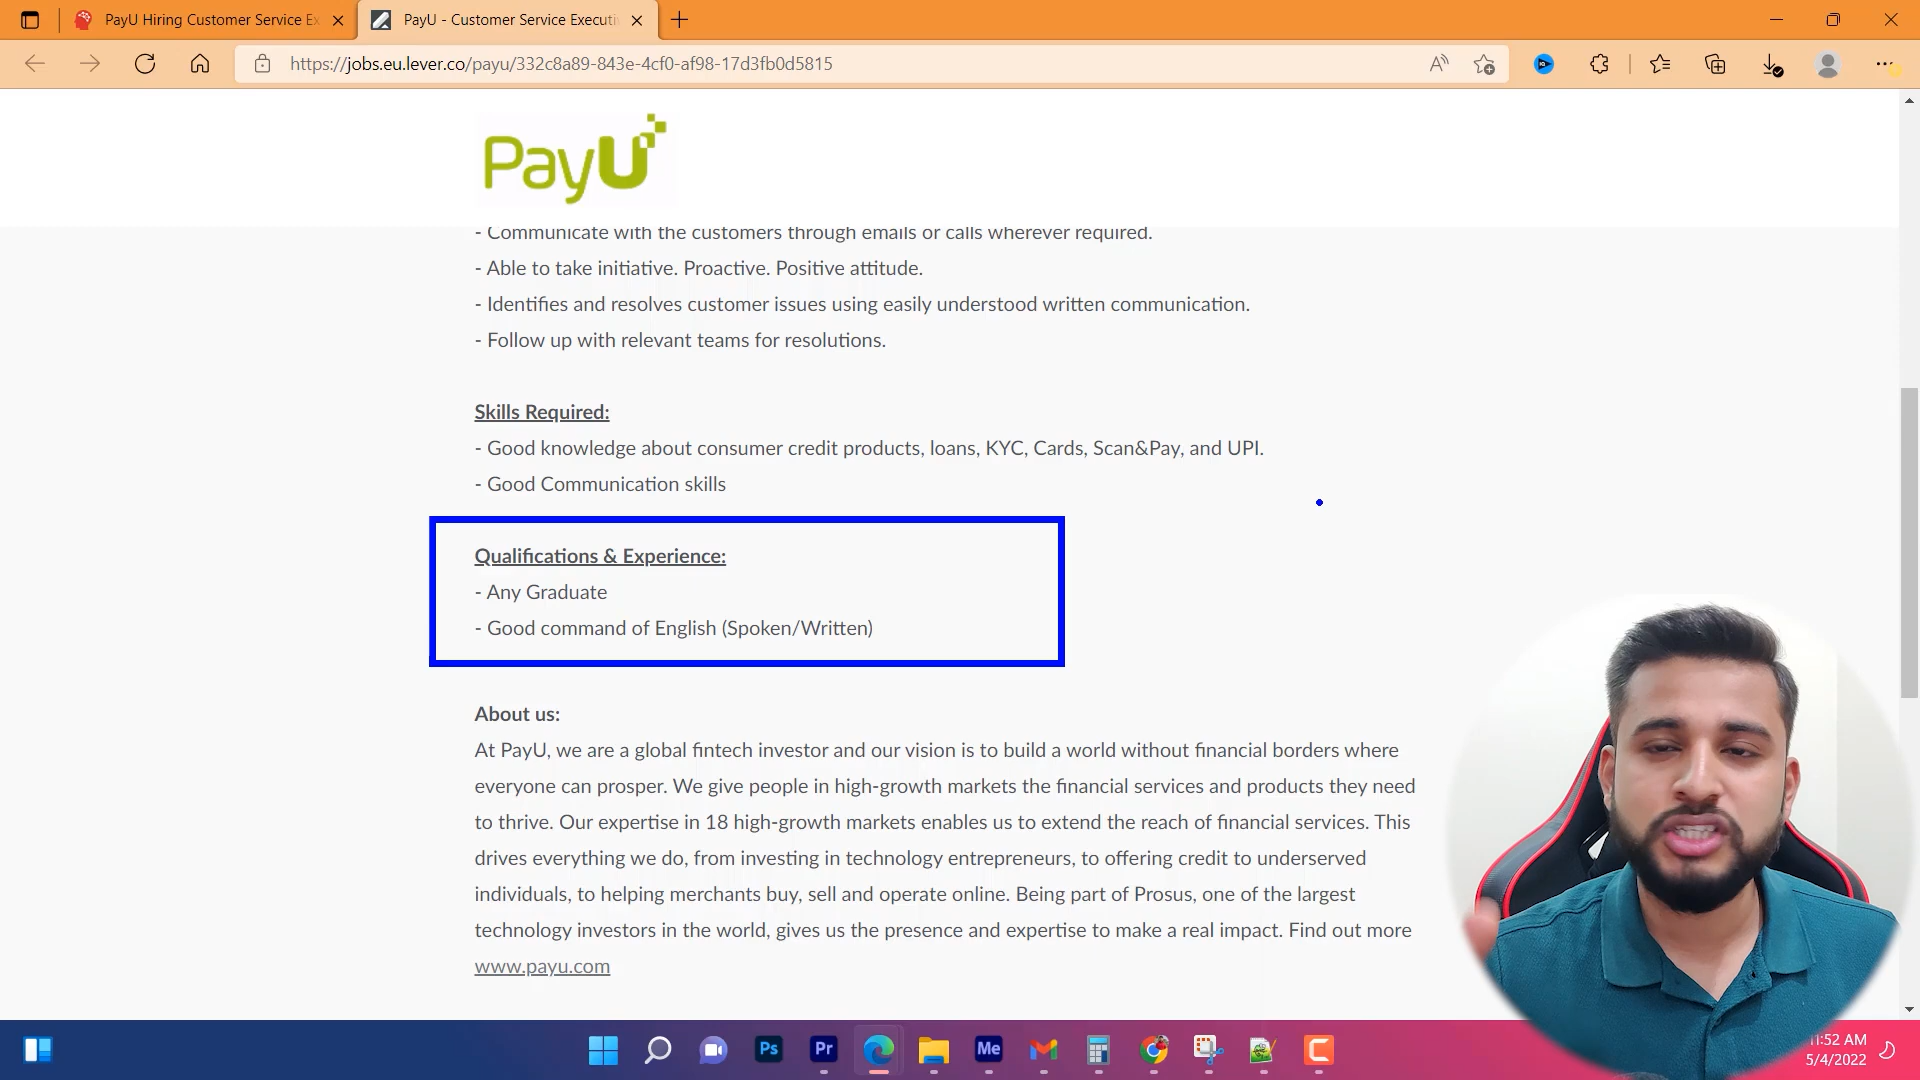 PayU Hiring Customer Service Ex
PayU - Customer Service Executi
https://jobs.eu.lever.co/payu/332c8a89-843e-4cf0-af98-17d3fb0d5815
PayU
- Communicate with the customers through emails or calls wherever required.
- Able to take initiative. Proactive. Positive attitude.
- Identifies and resolves customer issues using easily understood written communication.
- Follow up with relevant teams for resolutions.
Skills Required:
- Good knowledge about consumer credit products, loans, KYC, Cards, Scan&Pay, and UPI.
- Good Communication skills
Qualifications & Experience:
- Any Graduate
- Good command of English (Spoken/Written)
About us:
At PayU, we are a global fintech investor and our vision is to build a world without financial borders where
everyone can prosper. We give people in high-growth markets the financial services and products they need
to thrive. Our expertise in 18 high-growth markets enables us to extend the reach of financial services. This
drives everything we do, from investing in technology entrepreneurs, to offering credit to underserved
individuals, to helping merchants buy, sell and operate online. Being part of Prosus, one of the largest
technology investors in the world, gives us the presence and expertise to make a real impact. Find out more
www.payu.com
Ps
Pr
Me
11:52 AM
5/4/2022